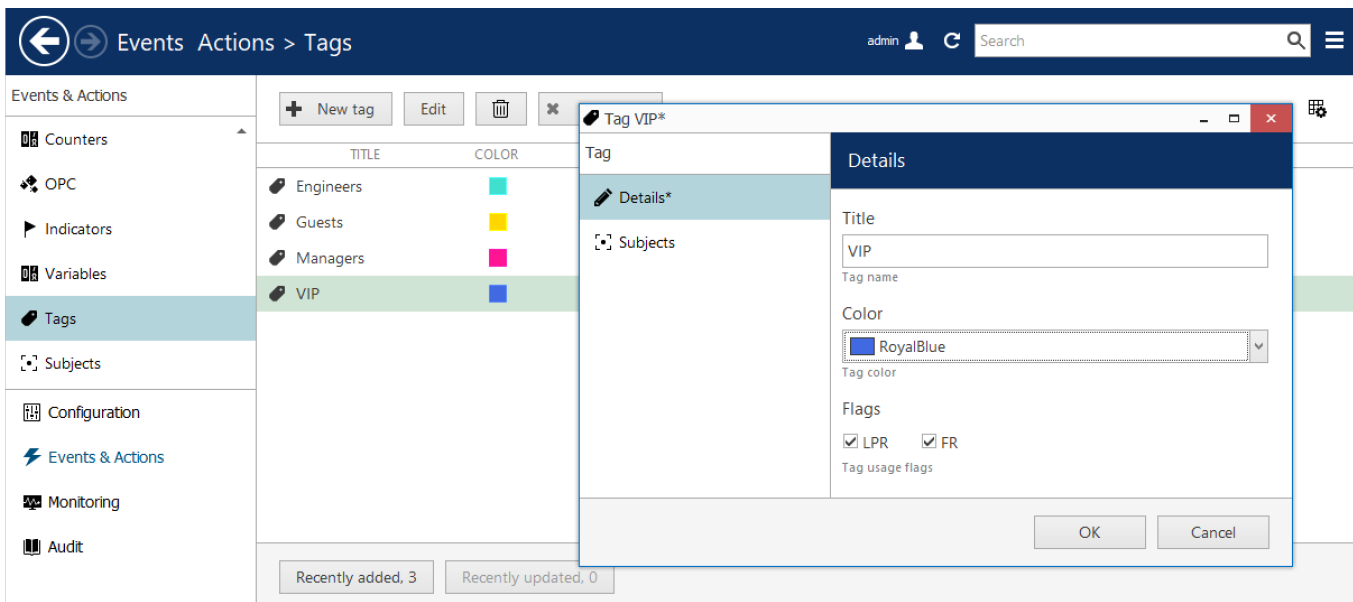 Events  Actions > Tags
admin
Search
Events & Actions
Counters
OPC
Indicators
Variables
Tags
Subjects
Configuration
Events & Actions
Monitoring
Audit
New tag
Edit
TITLE COLOR
Engineers
Guests
Managers
VIP
Recently added, 3
Recently updated, 0
Tag VIP*
Tag
Details*
Subjects
Details
Title
VIP
Tag name
Color
RoyalBlue
Tag color
Flags
LPR FR
Tag usage flags
OK Cancel